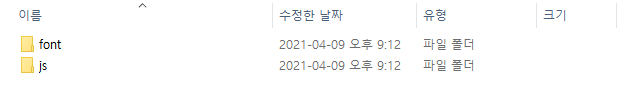 이름 수정한 날짜 유형 크기
font 2021-04-09 오후 9:12 파일 폴더
js 2021-04-09 오후 9:12 파일 폴더